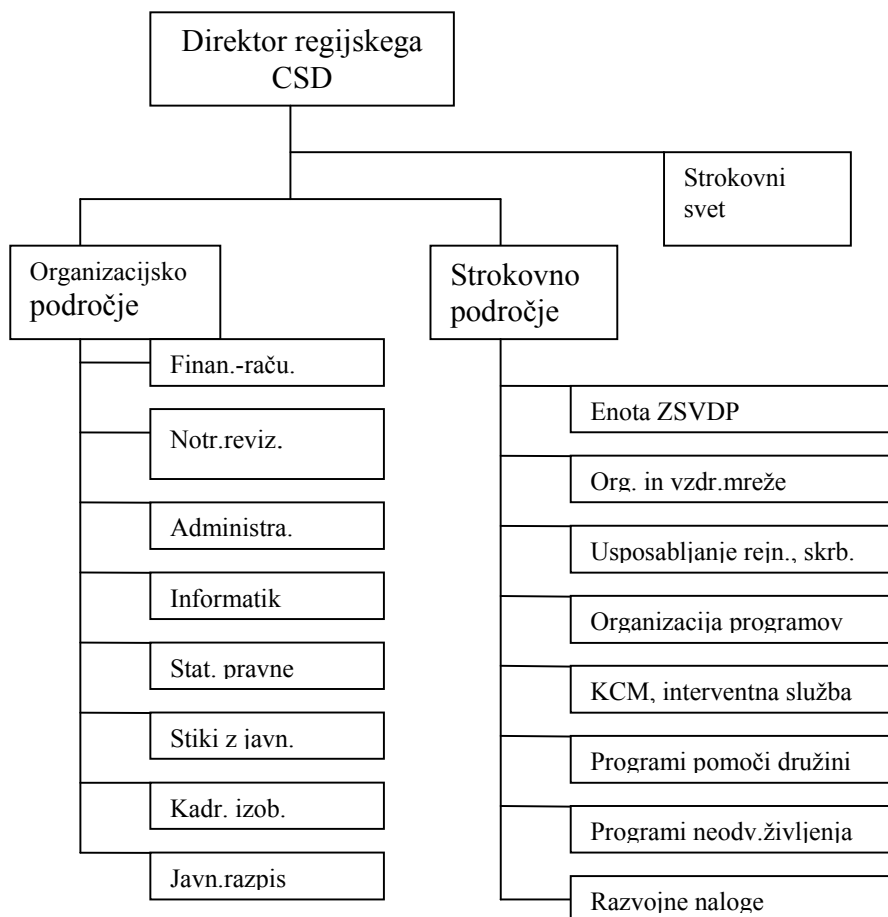 Direktor regijskega
CSD
Strokovni
svet
Organizacijsko
področje
Strokovno
področje
Finan.-raču.
Notr.reviz.
Administra.
Informatik
Stat. pravne
Stiki z javn.
Kadr. izob.
Javn.razpis
Enota ZSVDP
Org. in vzdr.mreže
Usposabljanje rejn., skrb.
Organizacija programov
KCM, interventna služba
Programi pomoči družini
Programi neodv.življenja
Razvojne naloge